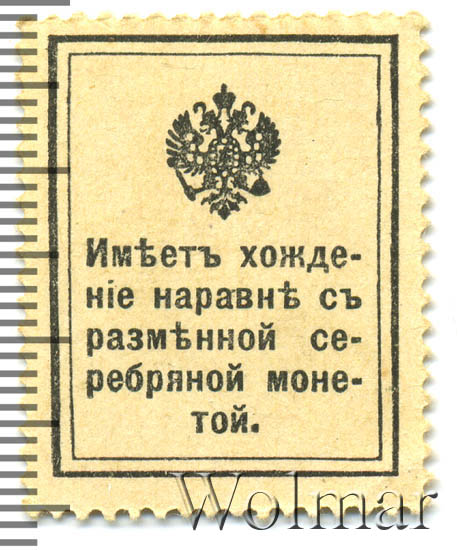 Имѣетъ хожде-
ніе наравнѣ съ
размѣнной се-
ребряной моне-
той.
Wolmar